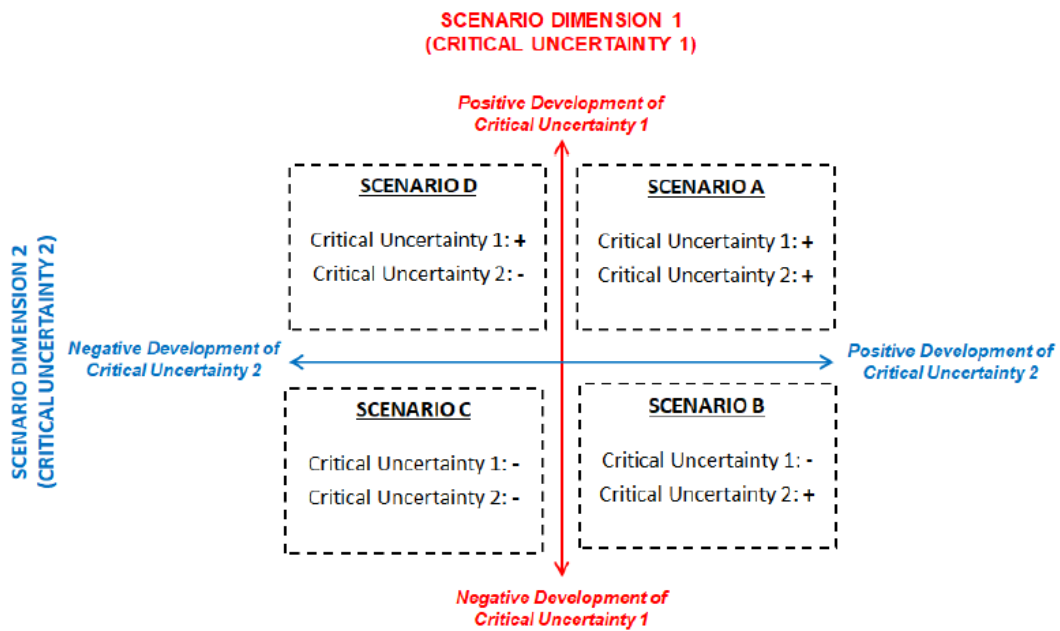 SCENARIO DIMENSION 1
(CRITICAL UNCERTAINTY 1)
Positive Development of
Critical Uncertainty 1
SCENARIO D
Critical Uncertainty 1: +
Critical Uncertainty 2: -
SCENARIO A
Critical Uncertainty 1: +
Critical Uncertainty 2: +
SCENARIO DIMENSION 2
(CRITICAL UNCERTAINTY 2)
Negative Development of
Critical Uncertainty 2
Positive Development of
Critical Uncertainty 2
SCENARIO C
Critical Uncertainty 1: -
Critical Uncertainty 2: -
SCENARIO B
Critical Uncertainty 1: -
Critical Uncertainty 2: +
Negative Development of
Critical Uncertainty 1